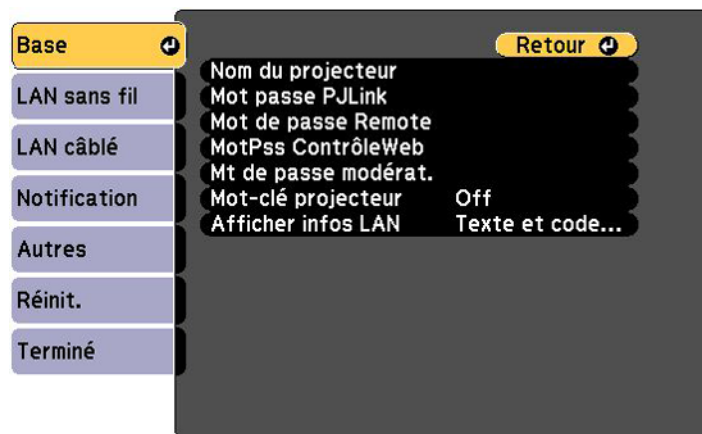 Base
LAN sans fil
LAN câblé
Notification
Autres
Réinit.
Terminé
Retour
Nom du projecteur
Mot passe PJLink
Mot de passe Remote
MotPss ContrôleWeb
Mt de passe modérat.
Mot-clé projecteur Off
Afficher infos LAN Texte et code...